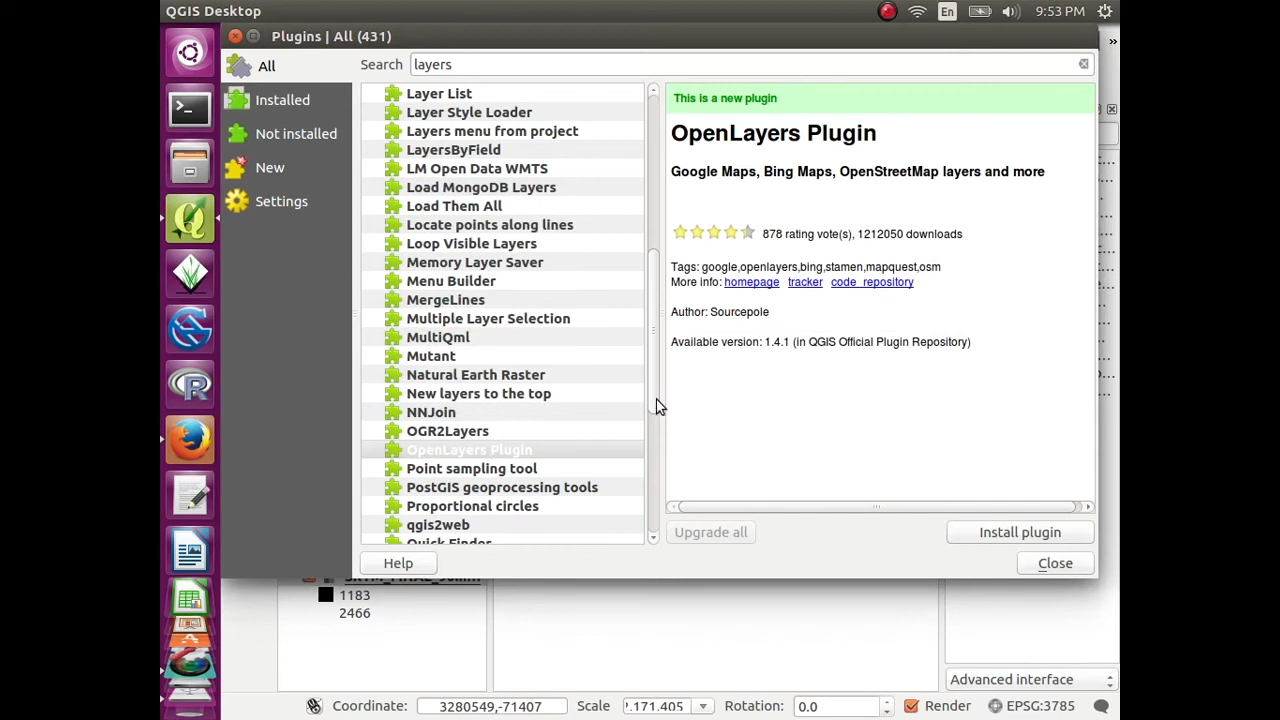 QGIS Desktop
En
9:53 PM
Plugins | All (431)
All
Installed
Not installed
New
Settings
Search
layers
Layer List
Layer Style Loader
Layers menu from project
LayersByField
LM Open Data WMTS
Load MongoDB Layers
Load Them All
Locate points along lines
Loop Visible Layers
Memory Layer Saver
Menu Builder
MergeLines
Multiple Layer Selection
MultiQml
Mutant
Natural Earth Raster
New layers to the top
NNJoin
OGR2Layers
OpenLayers Plugin
Point sampling tool
PostGIS geoprocessing tools
Proportional circles
qgis2web
Quick Finder
This is a new plugin
OpenLayers Plugin
Google Maps, Bing Maps, OpenStreetMap layers and more
878 rating vote(s), 1212050 downloads
Tags: google,openlayers,bing,stamen,mapquest,osm
More info: homepage tracker code_repository
Author: Sourcepole
Available version: 1.4.1 (in QGIS Official Plugin Repository)
Upgrade all
Install plugin
Help
Close
1183
2466
Advanced interface
Coordinate:
3280549,-71407
Scale
.171.405
Rotation:
0.0
Render
EPSG:3785